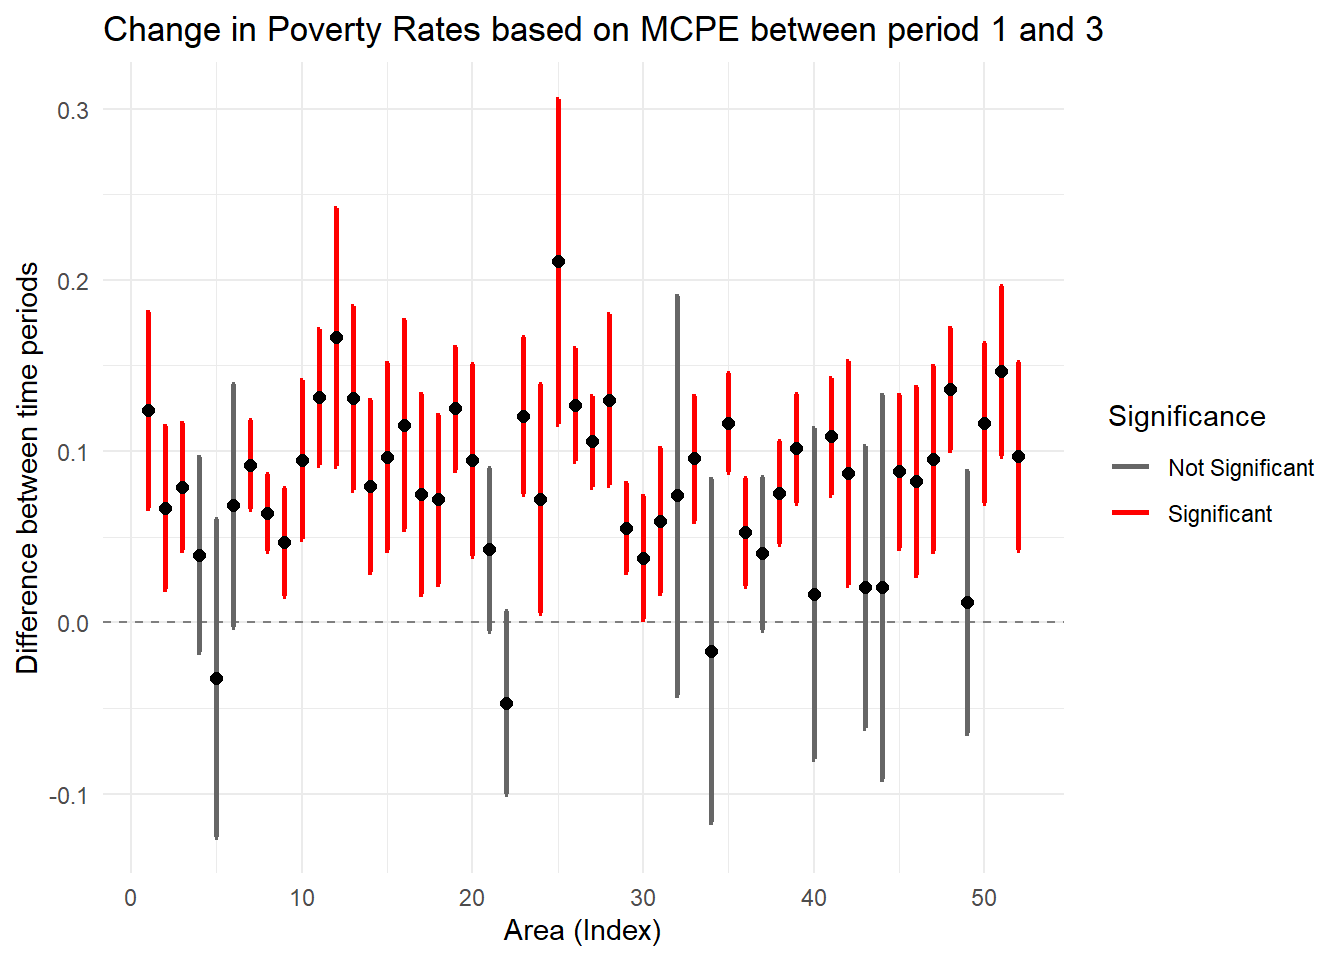 Change in Poverty Rates based on MCPE between period 1 and 3
Difference between time periods
0.3
0.2
0.1
0.0
-0.1
0
10
20
30
40
50
Area (Index)
Significance
Not Significant
Significant